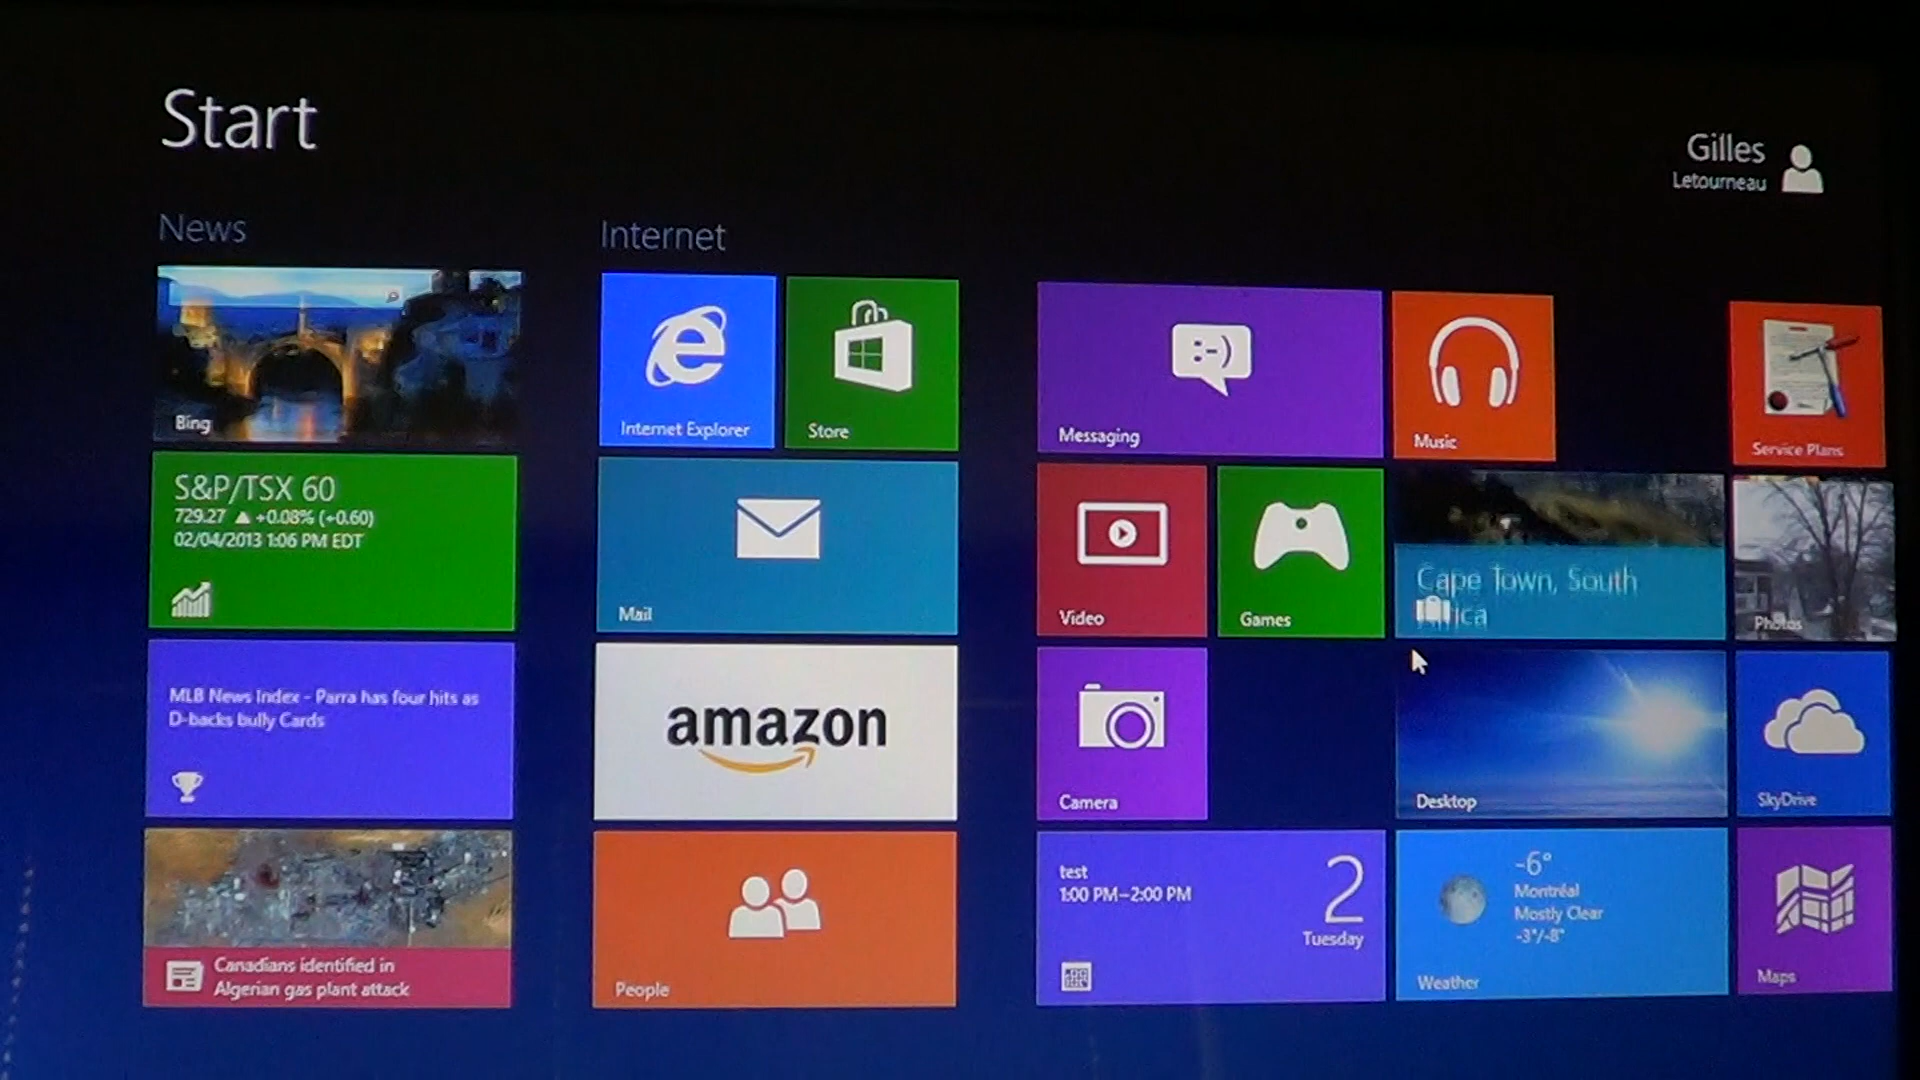 Start
Gilles
Letourneau
News
Internet
Bing
Internet Explorer
Store
Messaging
Music
Service Plans
S&P/TSX 60
729.27 ▲ +0.08% (+0.60)
02/04/2013 1:06 PM EDT
Mail
Video
Games
Cape Town, South
Photos
MLB News Index - Parra has four hits as
D-backs bully Cards
amazon
Camera
Desktop
SkyDrive
Canadians identified in
Algerian gas plant attack
People
test
1:00 PM–2:00 PM
2
Tuesday
-6°
Montréal
Mostly Clear
-3°/-8°
Weather
Maps